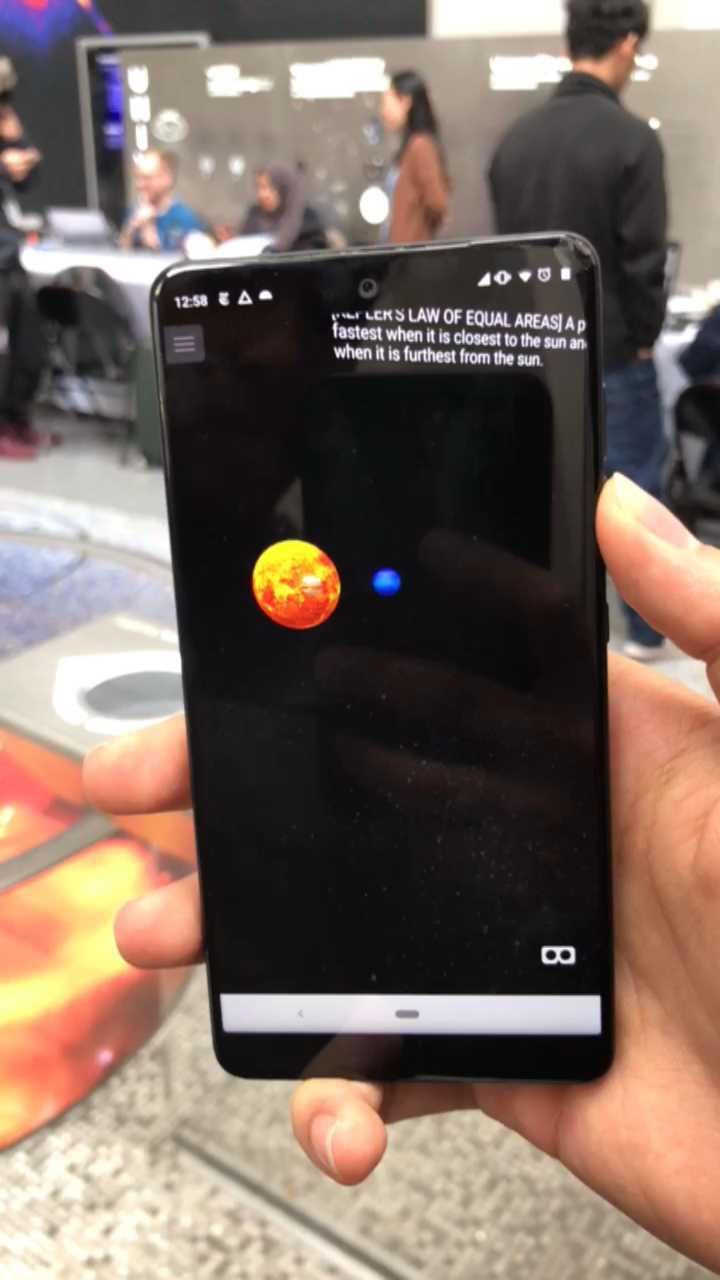 12:58
[KEPLER'S LAW OF EQUAL AREAS] A p
fastest when it is closest to the sun an
when it is furthest from the sun.